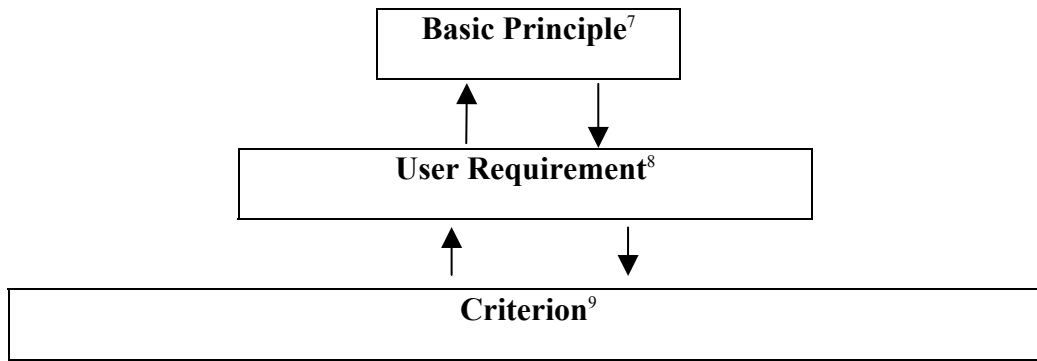 Basic Principle⁷
User Requirement⁸
Criterion⁹